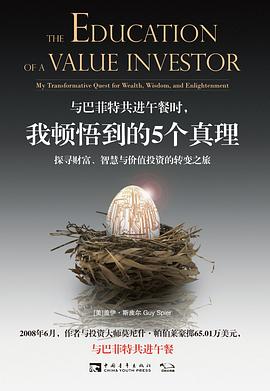 THE EDUCATION
OF A VALUE INVESTOR
My Transformative Quest for Wealth, Wisdom, and Enlightenment
与巴菲特共进午餐时,
我顿悟到的5个真理
探寻财富、智慧与价值投资的转变之旅
[美]盖伊·斯皮尔 Guy Spier
2008年6月,作者与投资大师莫尼什·帕伯莱豪掷65.01万美元,
与巴菲特共进午餐
中国青年出版社
CHINA YOUTH PRESS